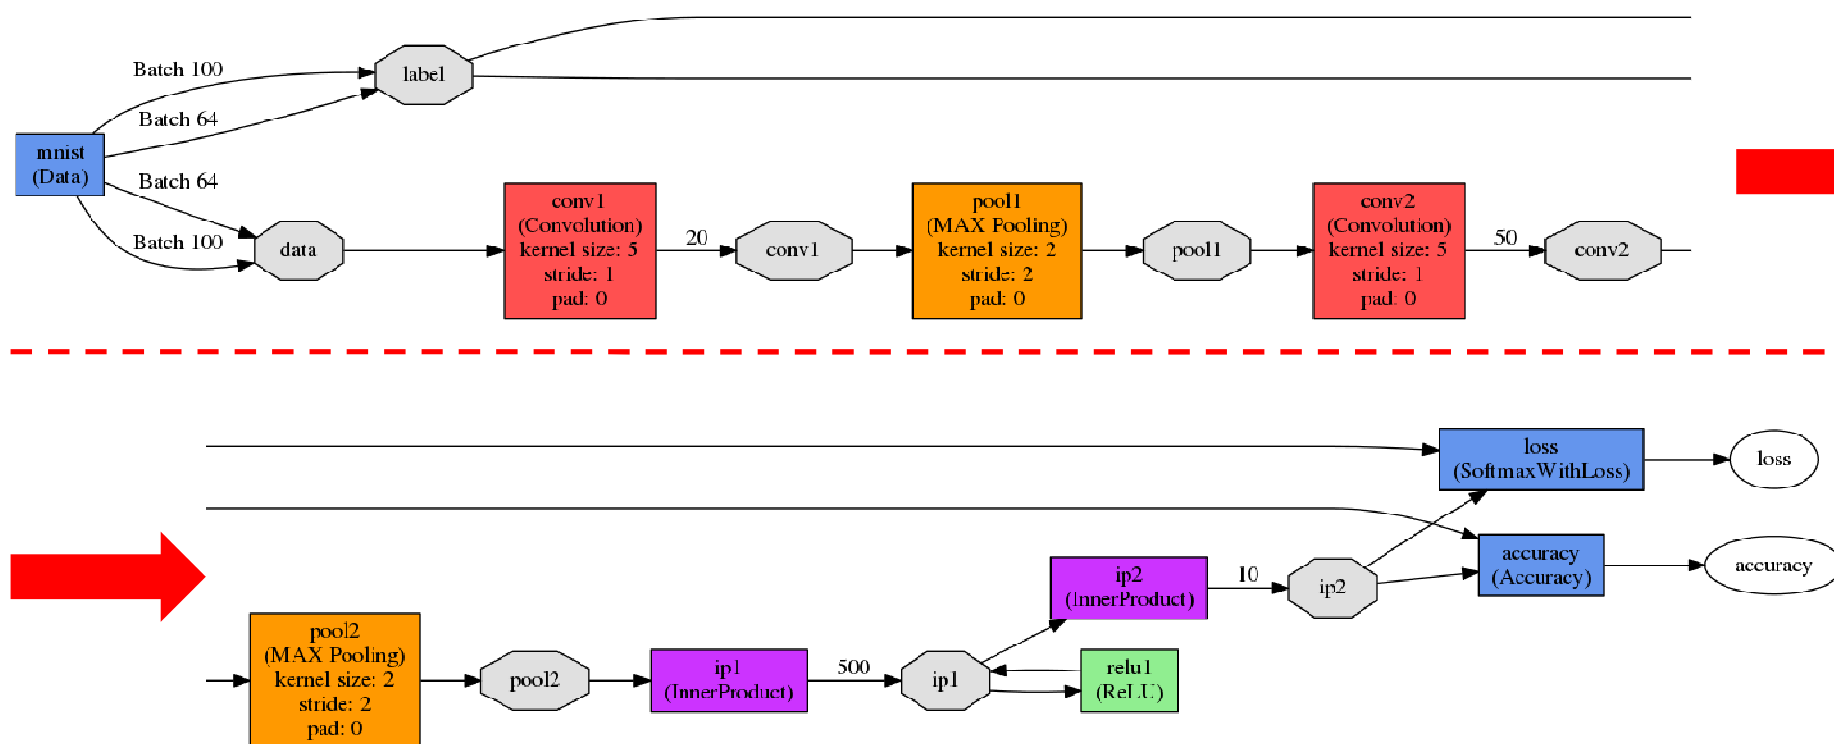 Batch 100
label
Batch 64
mnist
(Data)
Batch 64
Batch 100
data
conv1
(Convolution)
kernel size: 5
stride: 1
pad: 0
20
conv1
pool1
(MAX Pooling)
kernel size: 2
stride: 2
pad: 0
pool1
conv2
(Convolution)
kernel size: 5
stride: 1
pad: 0
50
conv2
loss
(SoftmaxWithLoss)
loss
accuracy
(Accuracy)
accuracy
ip2
(InnerProduct)
10
ip2
pool2
(MAX Pooling)
kernel size: 2
stride: 2
pad: 0
pool2
ip1
(InnerProduct)
500
ip1
relu1
(ReLU)